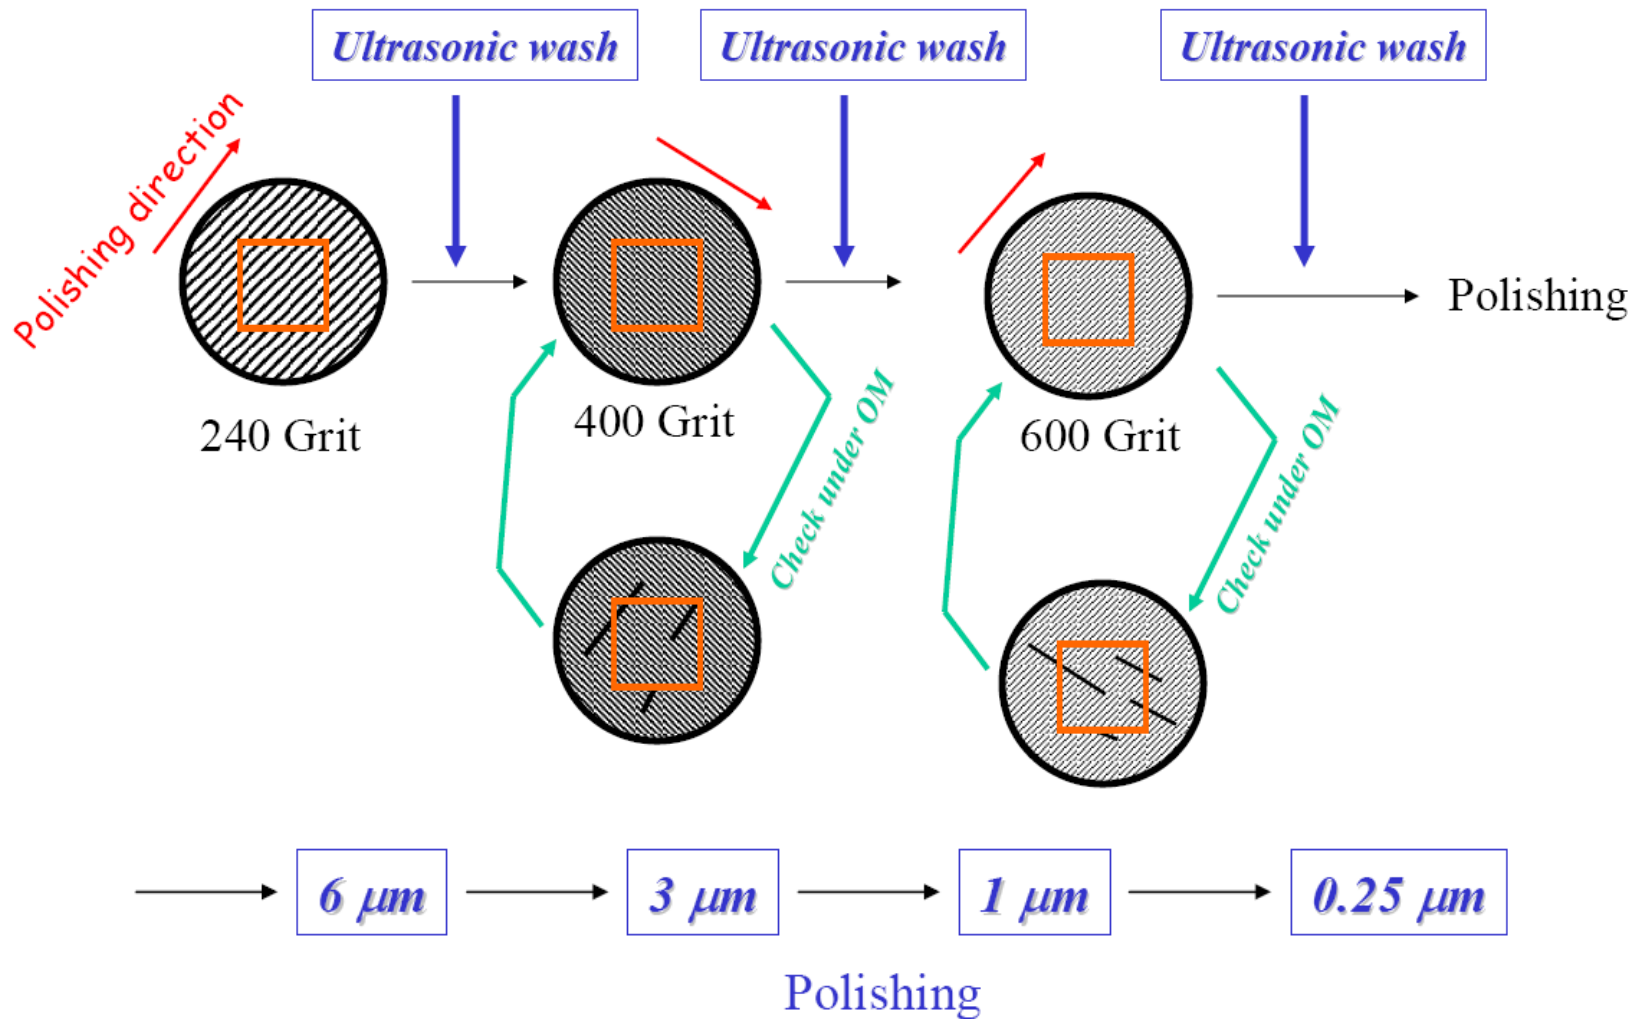 Ultrasonic wash
Ultrasonic wash
Ultrasonic wash
Polishing direction
240 Grit
400 Grit
600 Grit
Polishing
Check under OM
Check under OM
6 μm
3 μm
1 μm
0.25 μm
Polishing